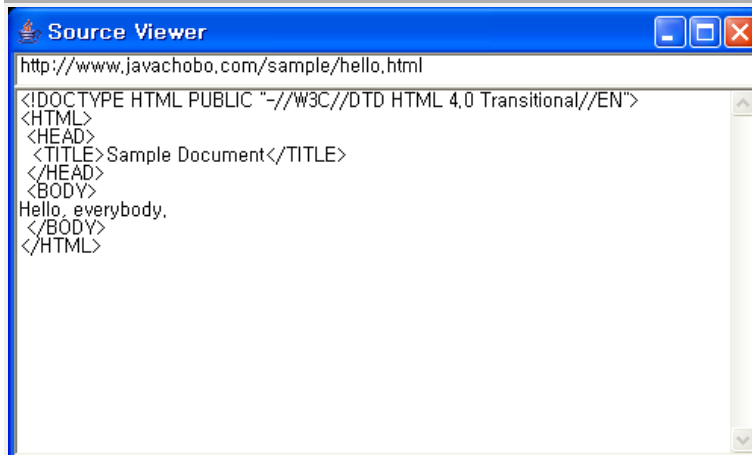 Source Viewer
http://www.javachobo.com/sample/hello.html
<!DOCTYPE HTML PUBLIC "-//W3C//DTD HTML 4.0 Transitional//EN">
<HTML>
<HEAD>
<TITLE>Sample Document</TITLE>
</HEAD>
<BODY>
Hello, everybody.
</BODY>
</HTML>